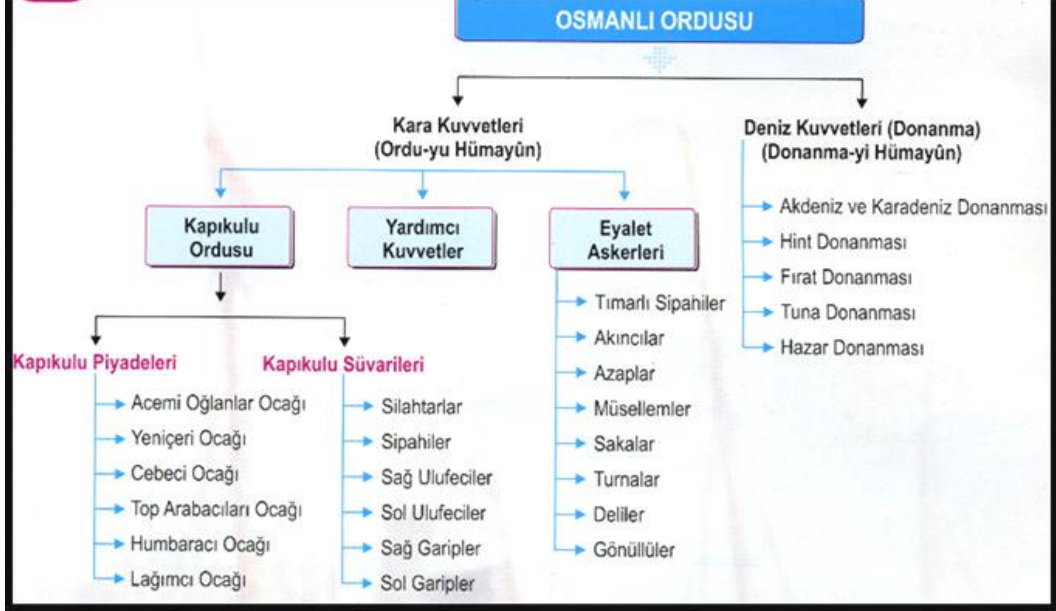 OSMANLI ORDUSU
Kara Kuvvetleri
(Ordu-yu Hümayûn)
Deniz Kuvvetleri (Donanma)
(Donanma-yi Hümayûn)
Kapıkulu
Ordusu
Yardımcı
Kuvvetler
Eyalet
Askerleri
Kapıkulu Piyadeleri
Acemi Oğlanlar Ocağı
Yeniçeri Ocağı
Cebeci Ocağı
Top Arabacıları Ocağı
Humbaracı Ocağı
Lağımcı Ocağı
Kapıkulu Süvarileri
Silahtarlar
Sipahiler
Sağ Ulufeciler
Sol Ulufeciler
Sağ Garipler
Sol Garipler
Tımarlı Sipahiler
Akıncılar
Azaplar
Müsellemler
Sakalar
Turnalar
Deliler
Gönüllüler
Akdeniz ve Karadeniz Donanması
Hint Donanması
Fırat Donanması
Tuna Donanması
Hazar Donanması